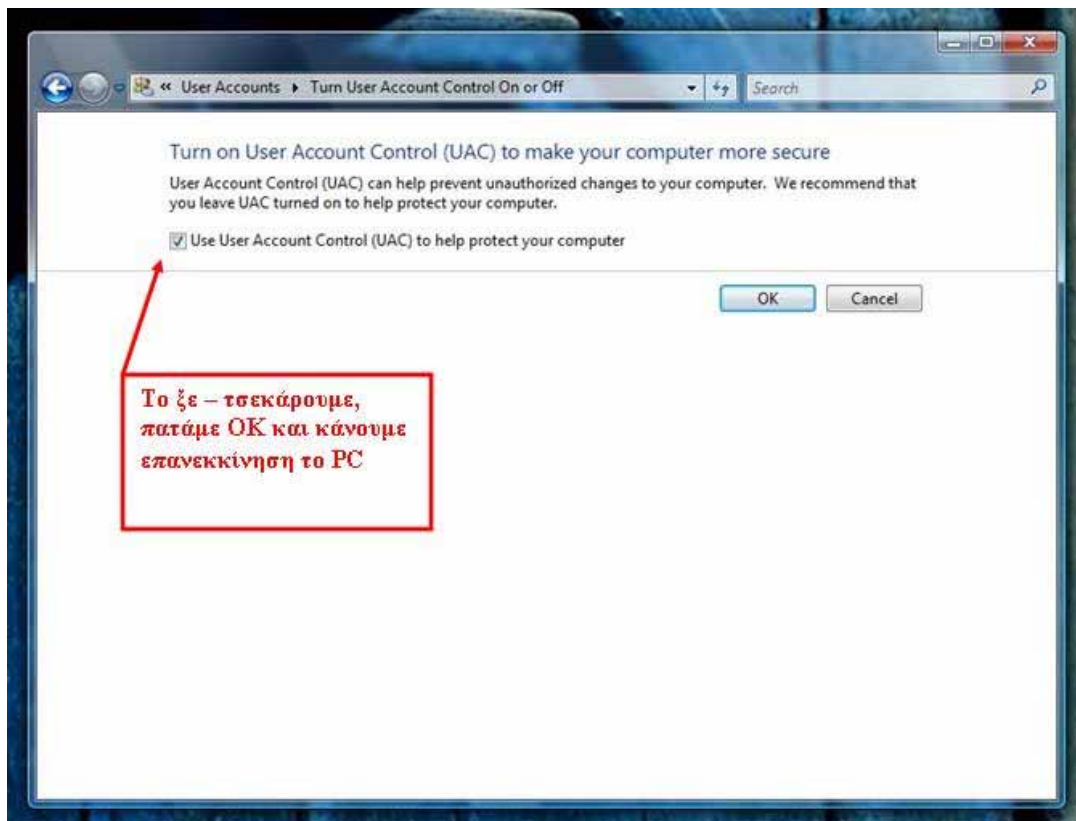 « User Accounts ▸ Turn User Account Control On or Off
Search
Turn on User Account Control (UAC) to make your computer more secure
User Account Control (UAC) can help prevent unauthorized changes to your computer. We recommend that
you leave UAC turned on to help protect your computer.
Use User Account Control (UAC) to help protect your computer
OK
Cancel
Το ξε – τσεκάρουμε,
πατάμε ΟΚ και κάνουμε
επανεκκίνηση το PC